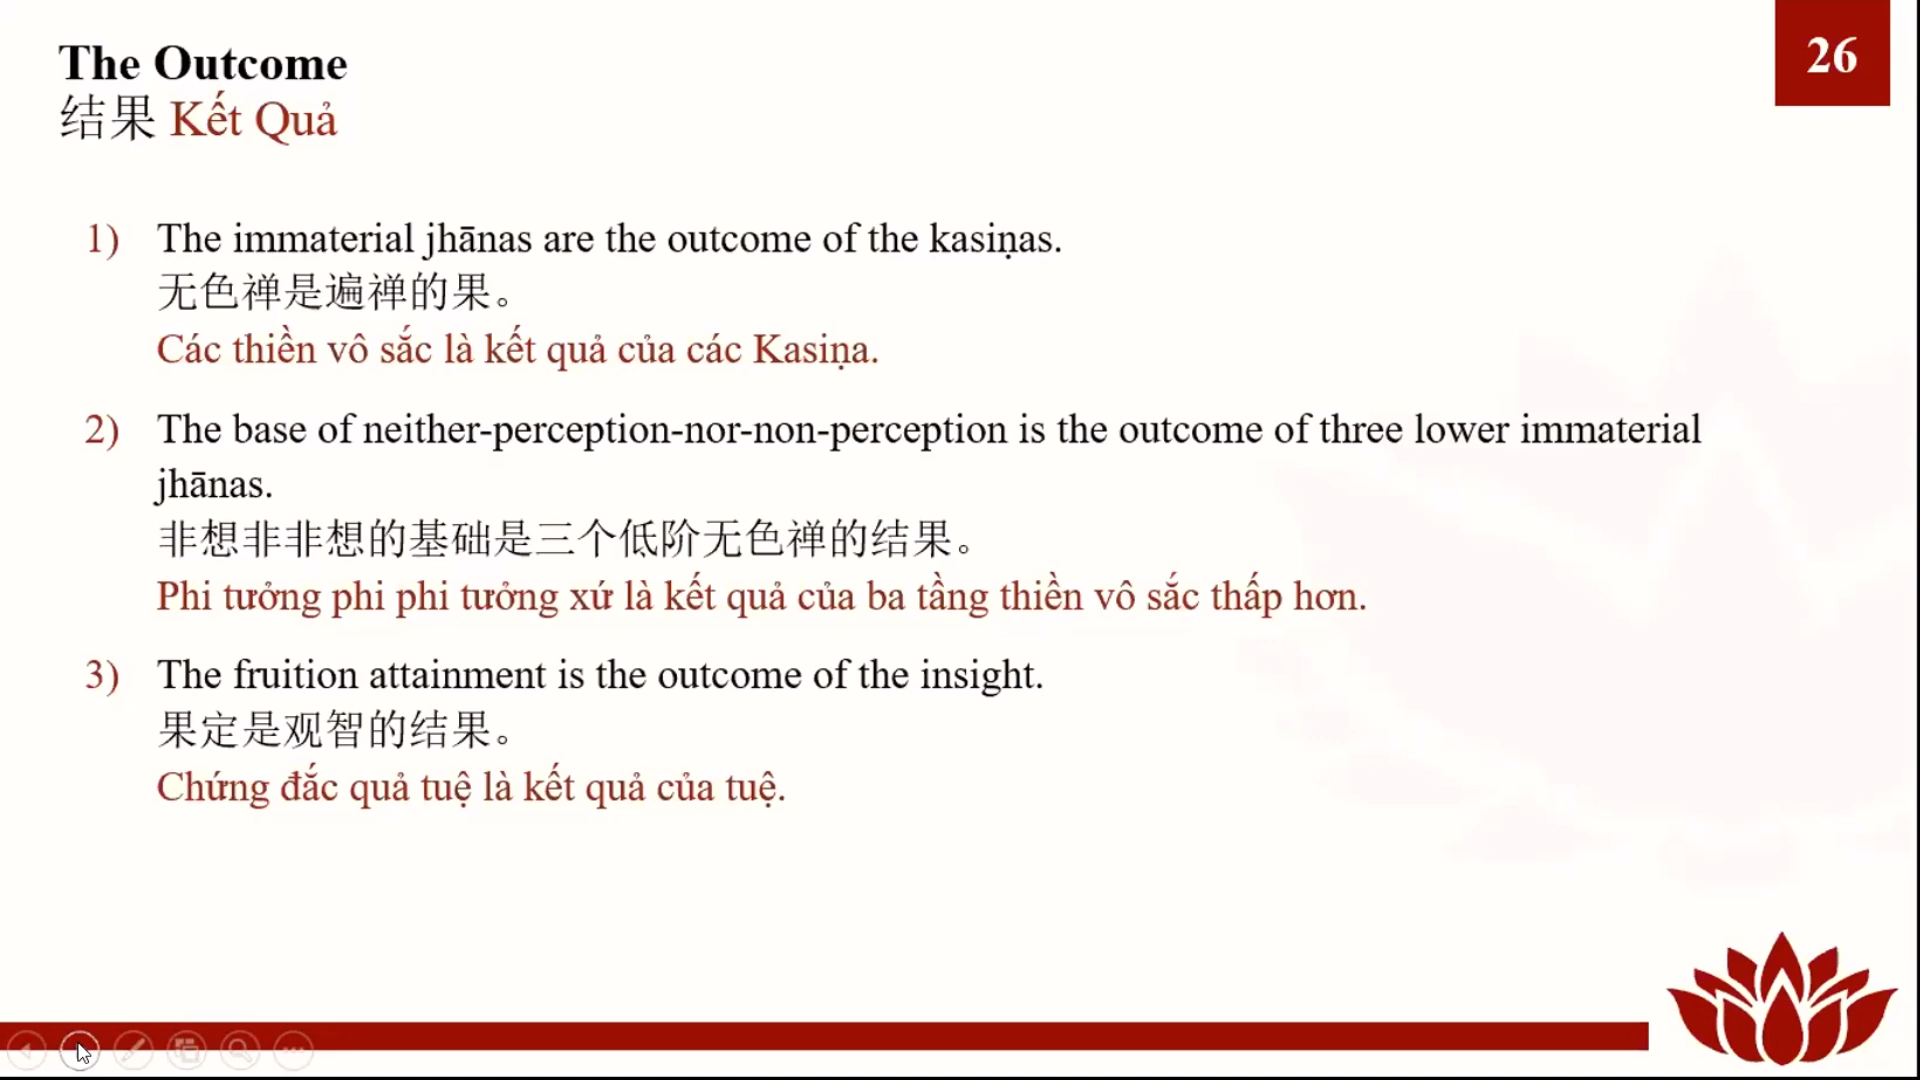 The Outcome
结果 Kết Quả
26
1) The immaterial jhānas are the outcome of the kasiṇas.
无色禅是遍禅的果。
Các thiền vô sắc là kết quả của các Kasiṇa.
2) The base of neither-perception-nor-non-perception is the outcome of three lower immaterial
jhānas.
非想非非想的基础是三个低阶无色禅的结果。
Phi tưởng phi phi tưởng xứ là kết quả của ba tầng thiền vô sắc thấp hơn.
3) The fruition attainment is the outcome of the insight.
果定是观智的结果。
Chứng đắc quả tuệ là kết quả của tuệ.